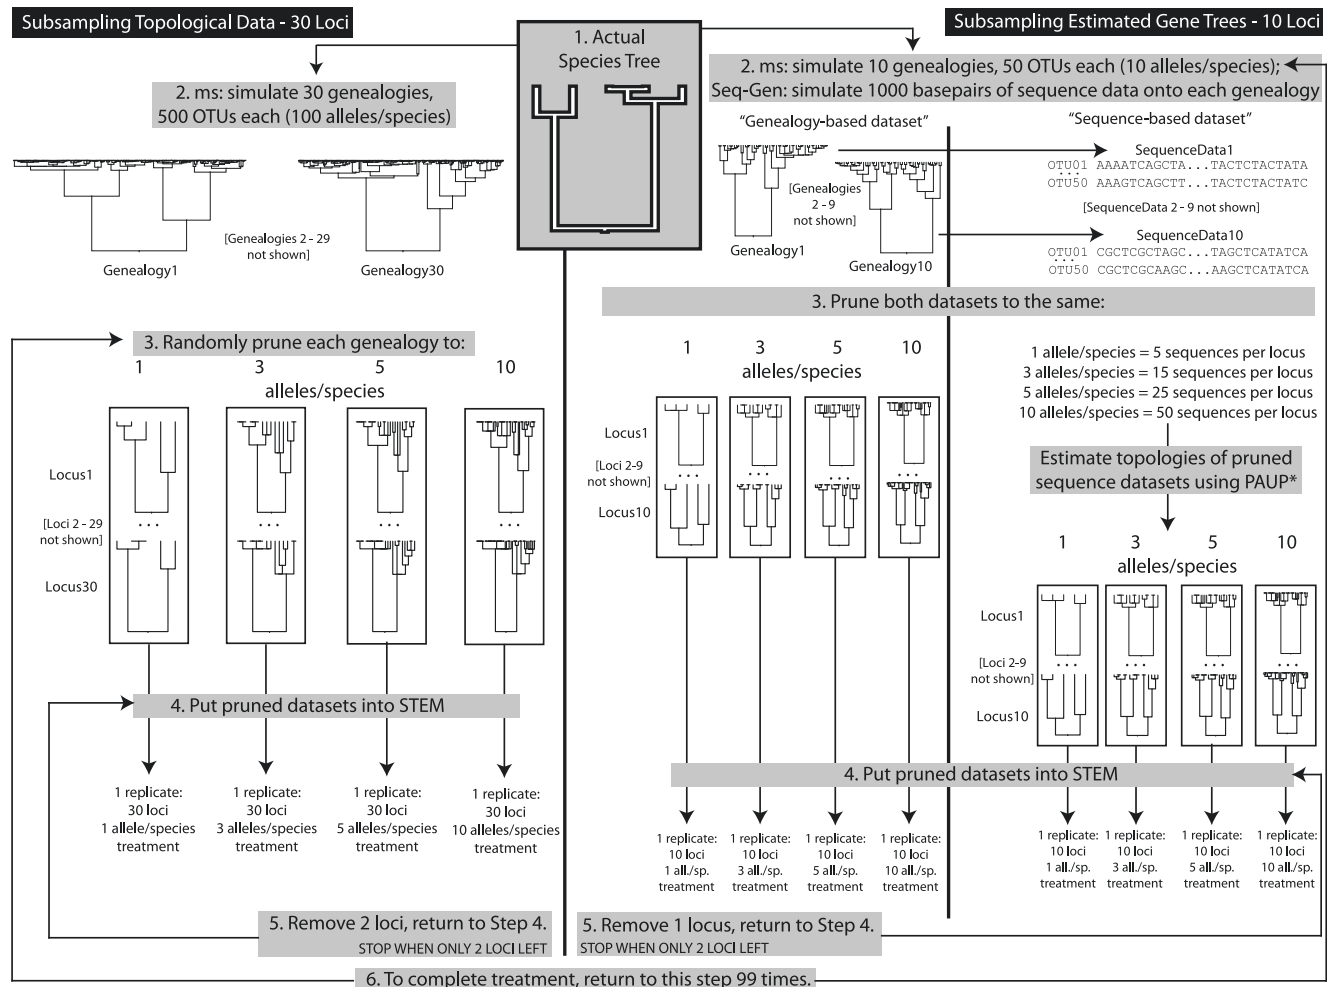 Subsampling Topological Data - 30 Loci
1. Actual
Species Tree
Subsampling Estimated Gene Trees - 10 Loci
2. ms: simulate 30 genealogies,
500 OTUs each (100 alleles/species)
2. ms: simulate 10 genealogies, 50 OTUs each (10 alleles/species);
Seq-Gen: simulate 1000 basepairs of sequence data onto each genealogy
"Genealogy-based dataset"
"Sequence-based dataset"
[Genealogies 2 - 29
not shown]
Genealogy1
Genealogy30
[Genealogies
2 - 9
not shown]
Genealogy1
Genealogy10
SequenceData1
OTU01 AAAATCAGCTA...TACTCTACTATA
...
OTU50 AAAGTCAGCTT...TACTCTACTATC
[SequenceData 2 - 9 not shown]
SequenceData10
OTU01 CGCTCGCTAGC...TAGCTCATATCA
...
OTU50 CGCTCGCAAGC...AAGCTCATATCA
3. Randomly prune each genealogy to:
1 3 5 10
alleles/species
Locus1
[Loci 2 - 29
not shown]
Locus30
... ... ... ...
4. Put pruned datasets into STEM
1 replicate:
30 loci
1 allele/species
treatment
1 replicate:
30 loci
3 alleles/species
treatment
1 replicate:
30 loci
5 alleles/species
treatment
1 replicate:
30 loci
10 alleles/species
treatment
5. Remove 2 loci, return to Step 4.
STOP WHEN ONLY 2 LOCI LEFT
3. Prune both datasets to the same:
1 3 5 10
alleles/species
Locus1
[Loci 2-9
not shown]
Locus10
... ... ... ...
1 allele/species = 5 sequences per locus
3 alleles/species = 15 sequences per locus
5 alleles/species = 25 sequences per locus
10 alleles/species = 50 sequences per locus
Estimate topologies of pruned
sequence datasets using PAUP*
1 3 5 10
alleles/species
Locus1
[Loci 2-9
not shown]
Locus10
... ... ... ...
4. Put pruned datasets into STEM
1 replicate:
10 loci
1 all./sp.
treatment
1 replicate:
10 loci
3 all./sp.
treatment
1 replicate:
10 loci
5 all./sp.
treatment
1 replicate:
10 loci
10 all./sp.
treatment
1 replicate:
10 loci
1 all./sp.
treatment
1 replicate:
10 loci
3 all./sp.
treatment
1 replicate:
10 loci
5 all./sp.
treatment
1 replicate:
10 loci
10 all./sp.
treatment
5. Remove 1 locus, return to Step 4.
STOP WHEN ONLY 2 LOCI LEFT
6. To complete treatment, return to this step 99 times.